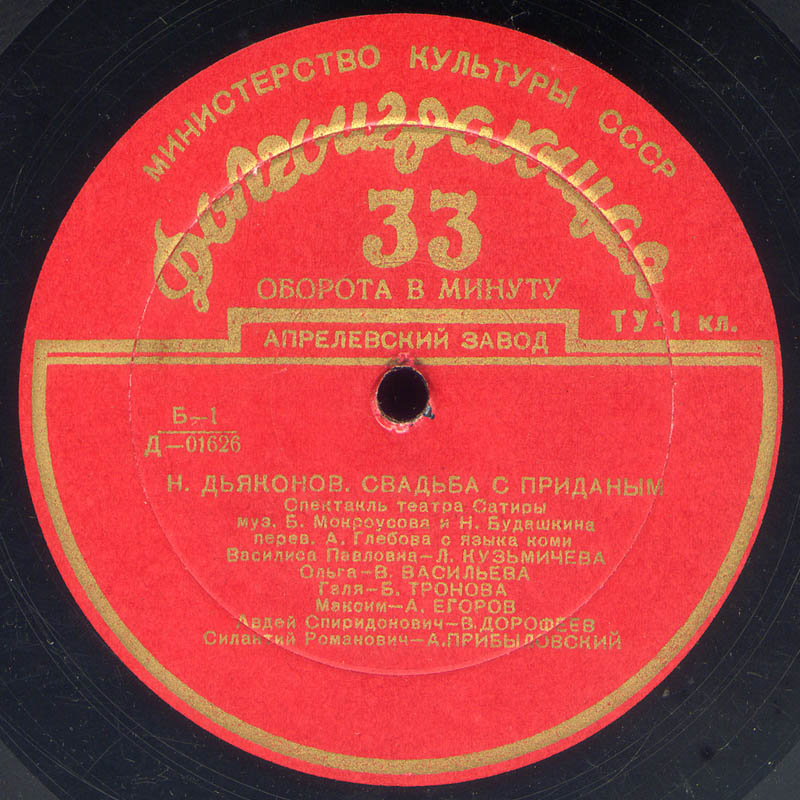 МИНИСТЕРСТВО КУЛЬТУРЫ СССР
Долгоиграющая
33
ОБОРОТА В МИНУТУ
ТУ-1 кл.
АПРЕЛЕВСКИЙ ЗАВОД
Б-1
Д-01626
Н. ДЬЯКОНОВ. СВАДЬБА С ПРИДАНЫМ
Спектакль театра Сатиры
муз. Б. Мокроусова и Н. Будашкина
перев. А. Глебова с языка коми
Василиса Павловна-Л. КУЗЬМИЧЕВА
Ольга-В. ВАСИЛЬЕВА
Галя-Б. ТРОНОВА
Максим-А. ЕГОРОВ
Авдей Спиридонович-В.ДОРОФЕЕВ
Силантий Романович-А.ПРИБЫЛОВСКИЙ